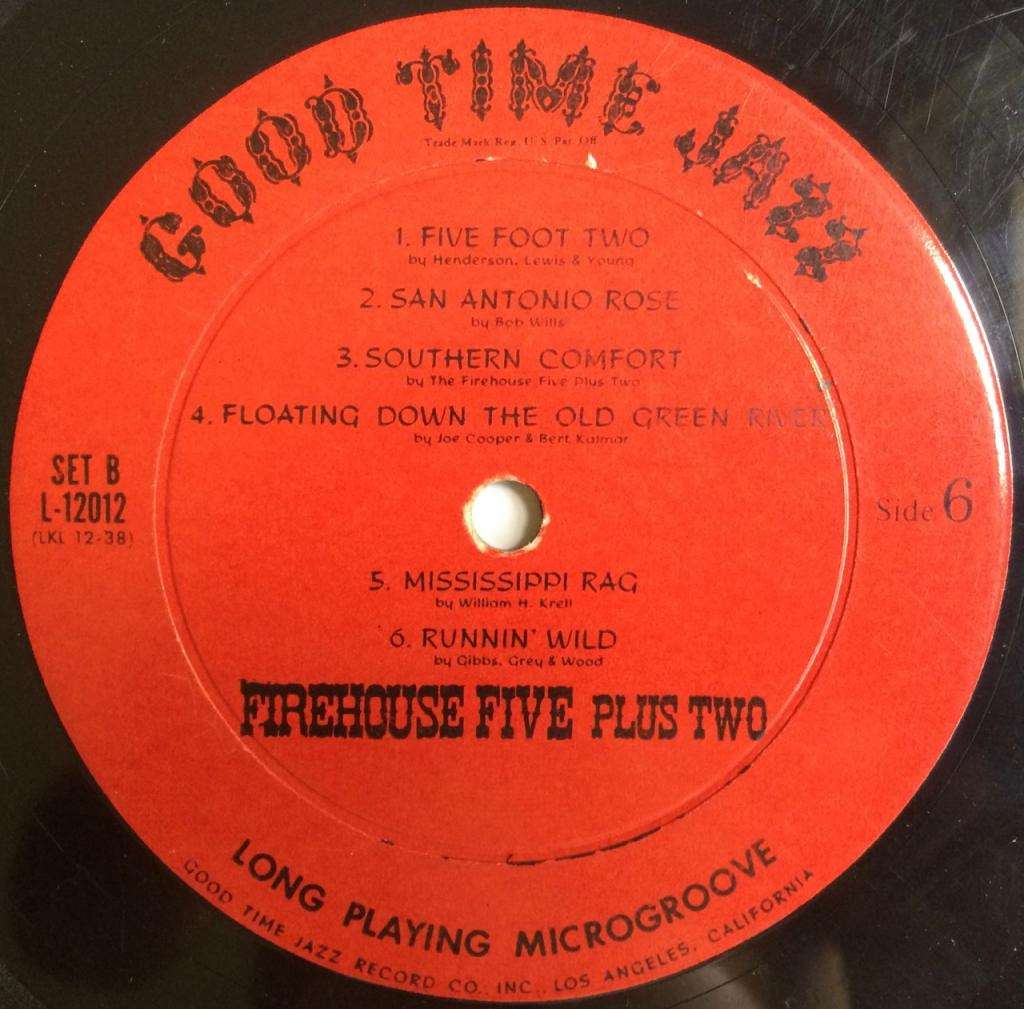 GOOD TIME JAZZ
Trade Mark Reg. U. S. Pat. Off.
1. FIVE FOOT TWO
by Henderson, Lewis & Young
2. SAN ANTONIO ROSE
by Bob Wills
3. SOUTHERN COMFORT
by The Firehouse Five Plus Two
4. FLOATING DOWN THE OLD GREEN RIVER
by Joe Cooper & Bert Kalmar
SET B
L-12012
(LKL 12-38)
Side 6
5. MISSISSIPPI RAG
by William H. Krell
6. RUNNIN' WILD
by Gibbs, Grey & Wood
FIREHOUSE FIVE PLUS TWO
LONG PLAYING MICROGROOVE
GOOD TIME JAZZ RECORD CO., INC., LOS ANGELES, CALIFORNIA